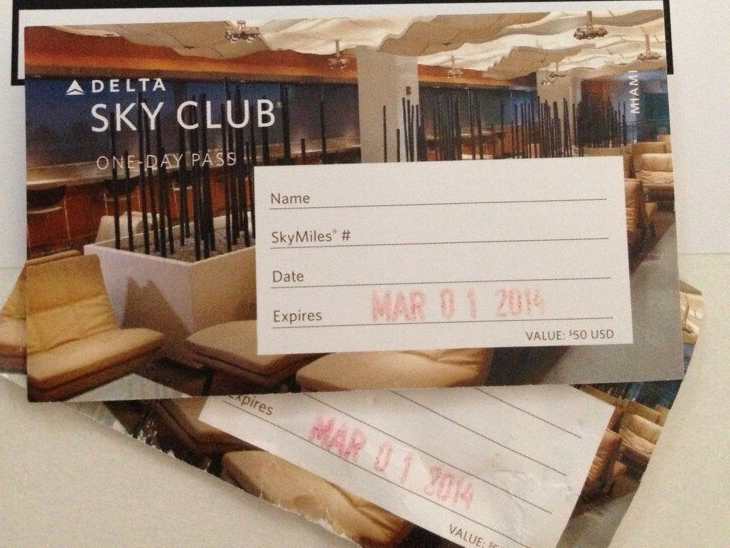 DELTA
SKY CLUB®
ONE-DAY PASS
MIAMI
Name
SkyMiles® #
Date
Expires MAR 01 2014
VALUE: $50 USD
Expires MAR 01 2014
VALUE: